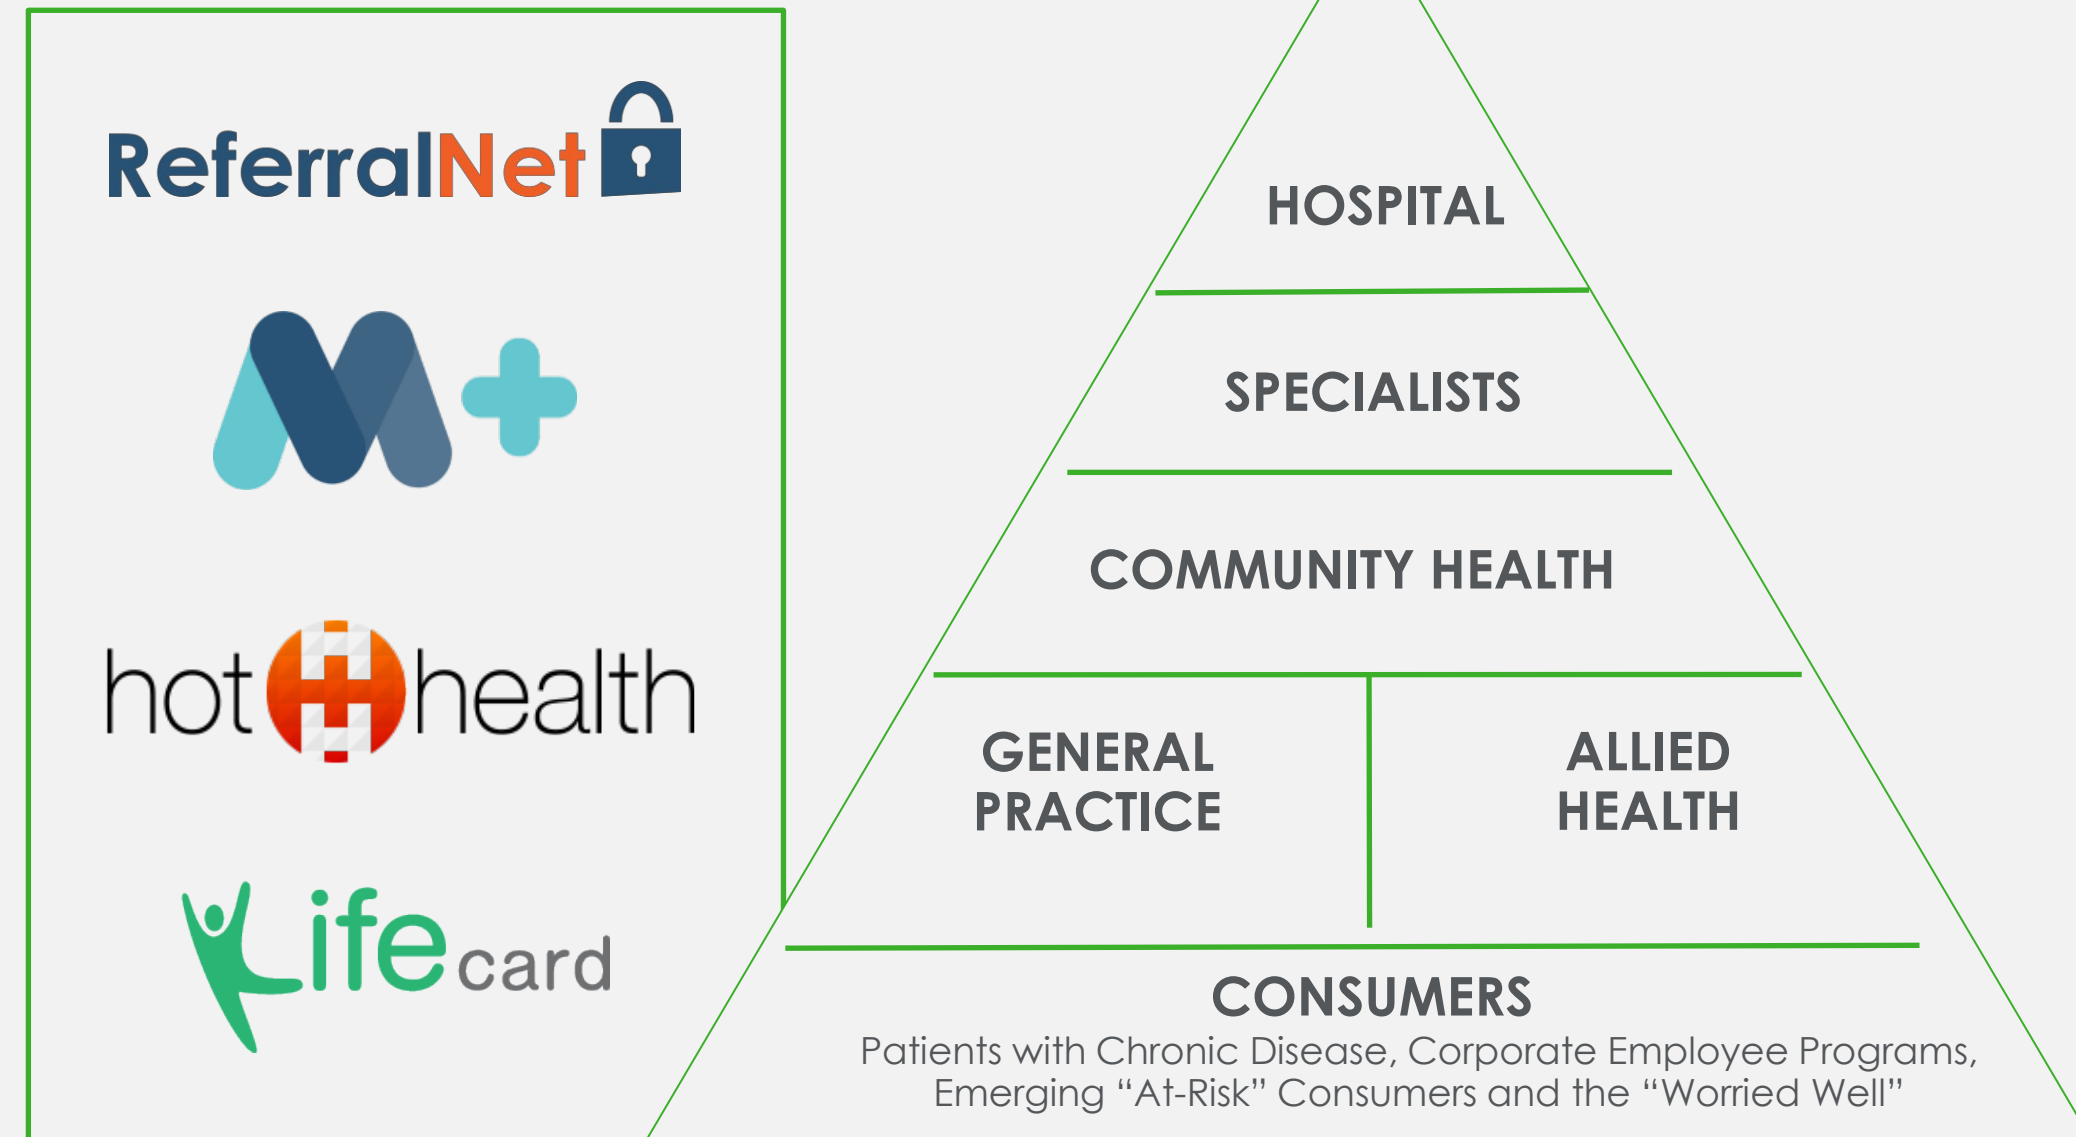 ReferralNet
M+
hot health
Lifecard
HOSPITAL
SPECIALISTS
COMMUNITY HEALTH
GENERAL
PRACTICE
ALLIED
HEALTH
CONSUMERS
Patients with Chronic Disease, Corporate Employee Programs,
Emerging “At-Risk” Consumers and the “Worried Well”